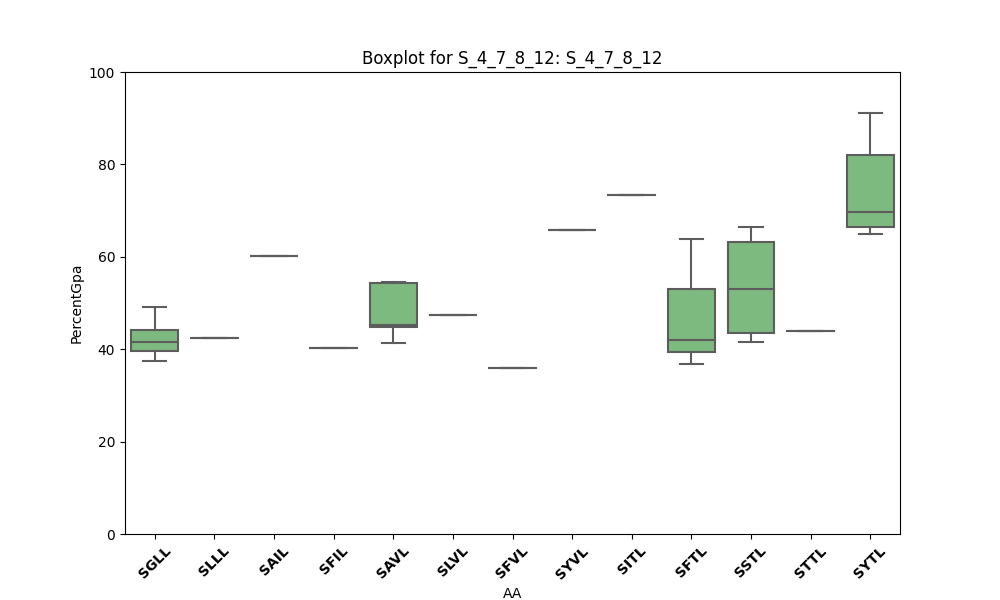 Boxplot for S_4_7_8_12: S_4_7_8_12
100
80
60
40
20
0
PercentGpa
SGLL SLLL SAIL SFIL SAVL SLVL SFVL SYVL SITL SFTL SSTL STTL SYTL
AA